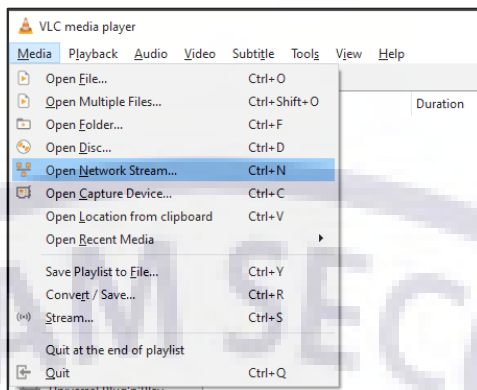 VLC media player
Media Playback Audio Video Subtitle Tools View Help
Open File... Ctrl+O
Open Multiple Files... Ctrl+Shift+O Duration
Open Folder... Ctrl+F
Open Disc... Ctrl+D
Open Network Stream... Ctrl+N
Open Capture Device... Ctrl+C
Open Location from clipboard Ctrl+V
Open Recent Media
Save Playlist to File... Ctrl+Y
Convert / Save... Ctrl+R
Stream... Ctrl+S
Quit at the end of playlist
Quit Ctrl+Q
AM SEC